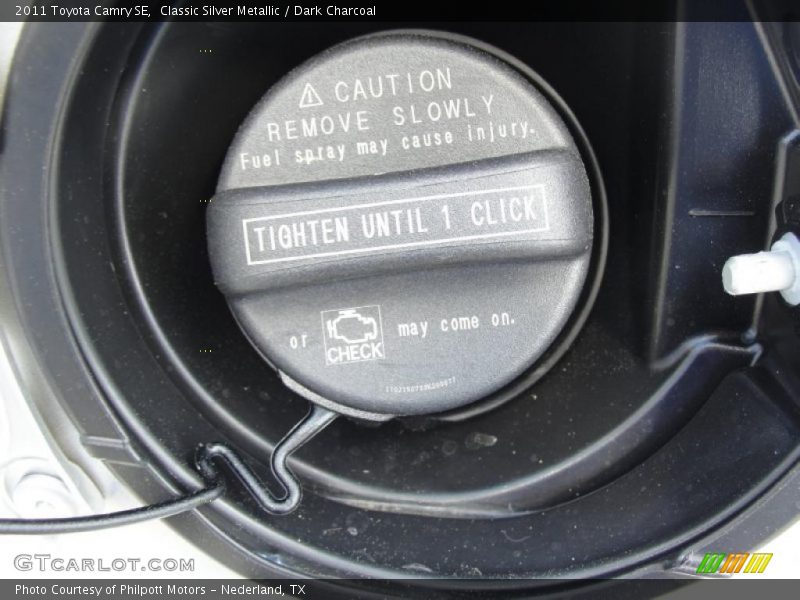 2011 Toyota Camry SE,  Classic Silver Metallic / Dark Charcoal
CAUTION
REMOVE SLOWLY
Fuel spray may cause injury.
TIGHTEN UNTIL 1 CLICK
or CHECK may come on.
GTCARLOT.COM
Photo Courtesy of Philpott Motors – Nederland, TX